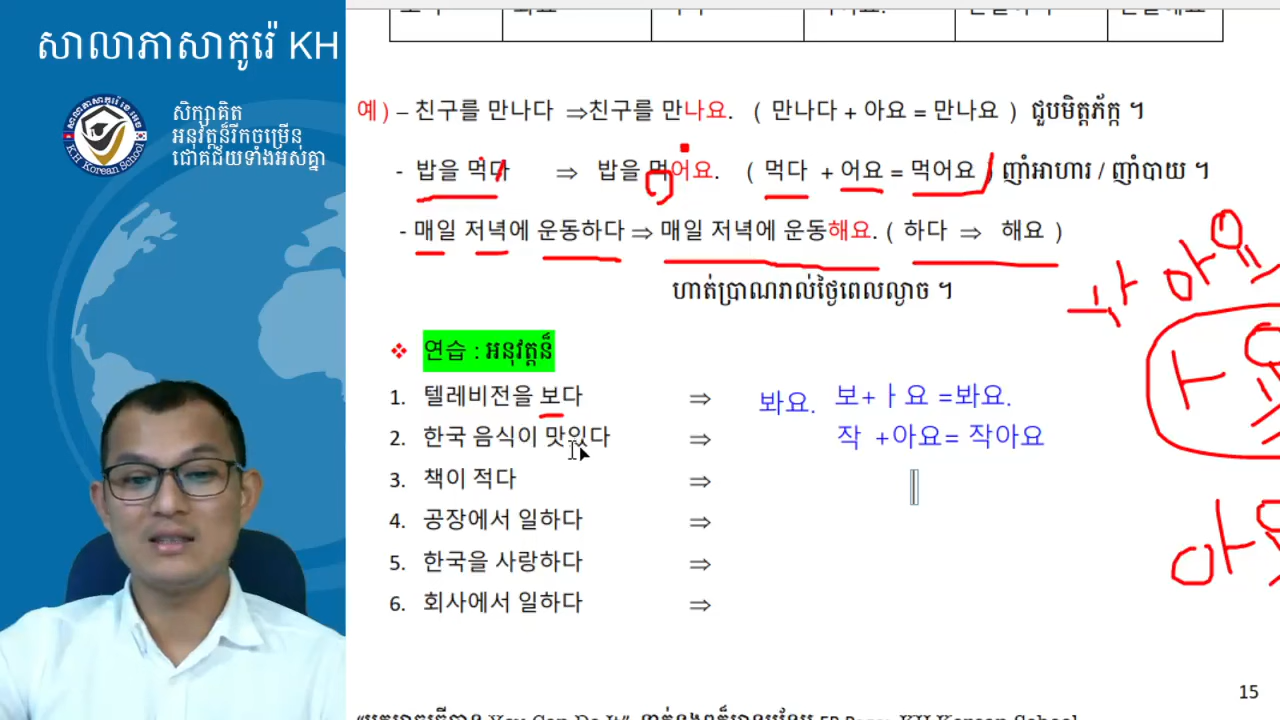 សាលាភាសាកូរ៉េ KH
សិក្សាគិត
អនុវត្តន៍រីកចម្រើន
ជោគជ័យទាំងអស់គ្នា
K.H Korean School
예) – 친구를 만나다 ⇒친구를 만나요. ( 만나다 + 아요 = 만나요 ) ជួបមិត្តភ័ក្ក ។
- 밥을 먹다 ⇒ 밥을 먹어요. ( 먹다 + 어요 = 먹어요 ) ញ៉ាំអាហារ / ញ៉ាំបាយ ។
- 매일 저녁에 운동하다 ⇒ 매일 저녁에 운동해요. ( 하다 ⇒ 해요 )
ហាត់ប្រាណរាល់ថ្ងៃពេលល្ងាច ។
❖ 연습 : អនុវត្តន៍
1. 텔레비전을 보다 ⇒ 봐요. 보+ㅏ요 =봐요.
2. 한국 음식이 맛있다 ⇒ 작 +아요= 작아요
3. 책이 적다 ⇒
4. 공장에서 일하다 ⇒
5. 한국을 사랑하다 ⇒
6. 회사에서 일하다 ⇒
15